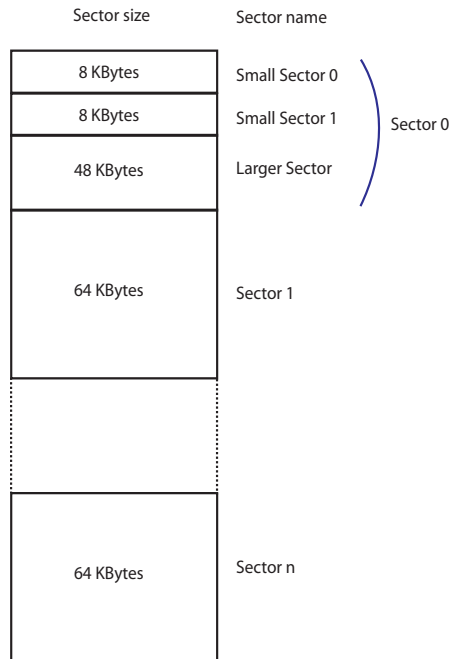 Sector size Sector name
8 KBytes Small Sector 0
8 KBytes Small Sector 1
Sector 0
48 KBytes Larger Sector
64 KBytes Sector 1
64 KBytes Sector n